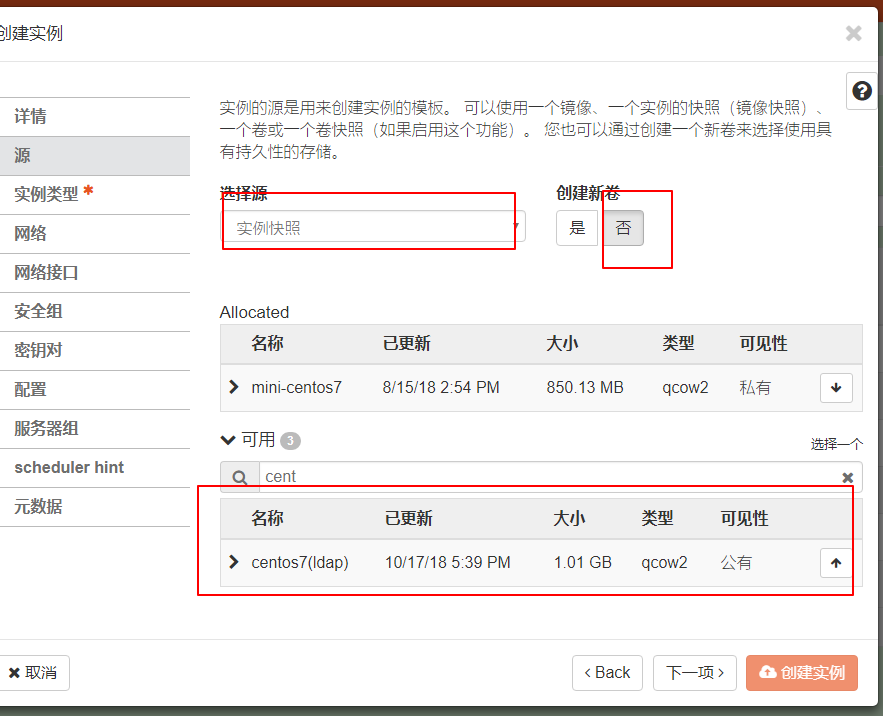 创建实例
详情
源
实例类型 *
网络
网络接口
安全组
密钥对
配置
服务器组
scheduler hint
元数据
实例的源是用来创建实例的模板。 可以使用一个镜像、一个实例的快照（镜像快照）、
一个卷或一个卷快照（如果启用这个功能）。 您也可以通过创建一个新卷来选择使用具
有持久性的存储。
选择源 创建新卷
实例快照 是 否
Allocated
名称 已更新 大小 类型 可见性
mini-centos7 8/15/18 2:54 PM 850.13 MB qcow2 私有
可用 3 选择一个
cent
名称 已更新 大小 类型 可见性
centos7(ldap) 10/17/18 5:39 PM 1.01 GB qcow2 公有
取消 Back 下一项 创建实例